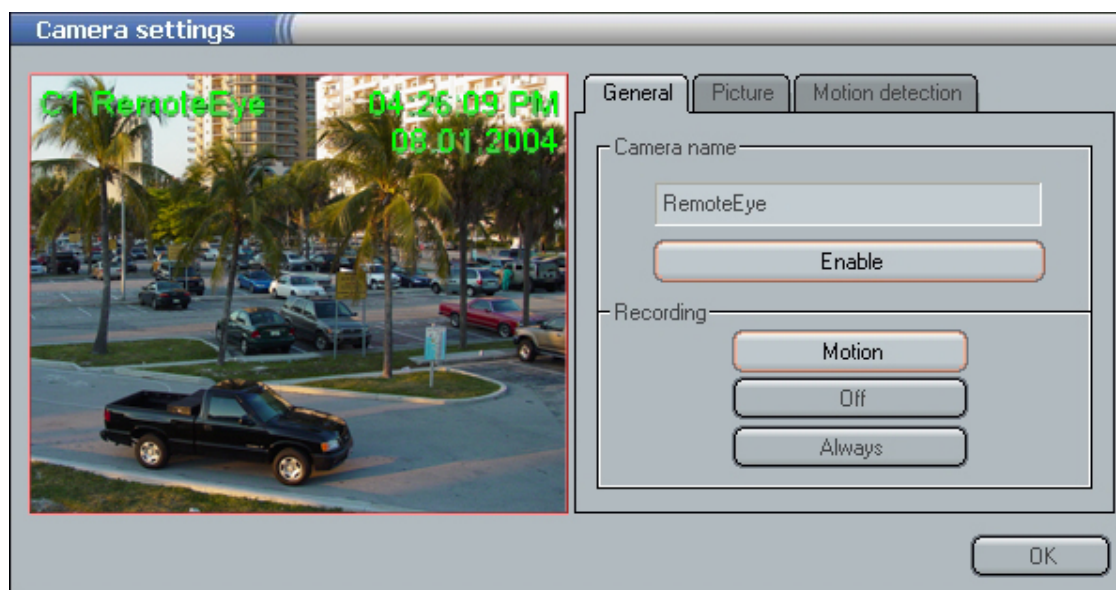 Camera settings
C1 RemoteEye
04:26:09 PM
08.01.2004
General
Picture
Motion detection
Camera name
RemoteEye
Enable
Recording
Motion
Off
Always
OK